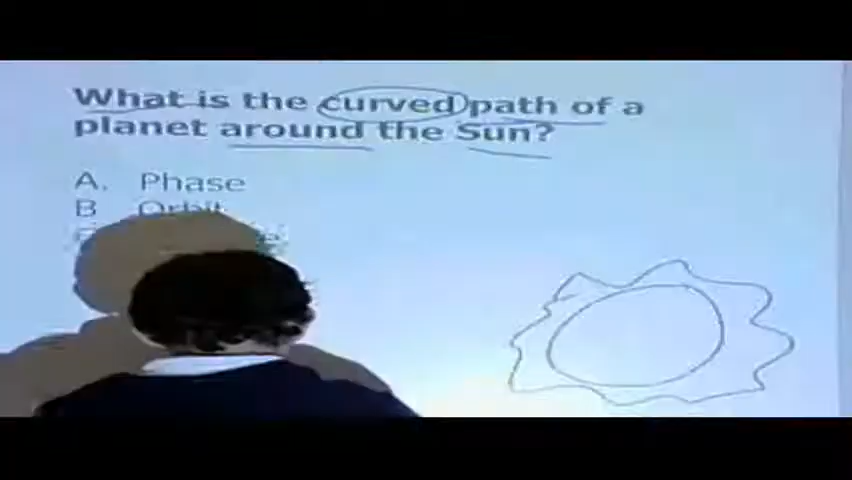 What is the curved path of a
planet around the Sun?
A. Phase
B Orbit